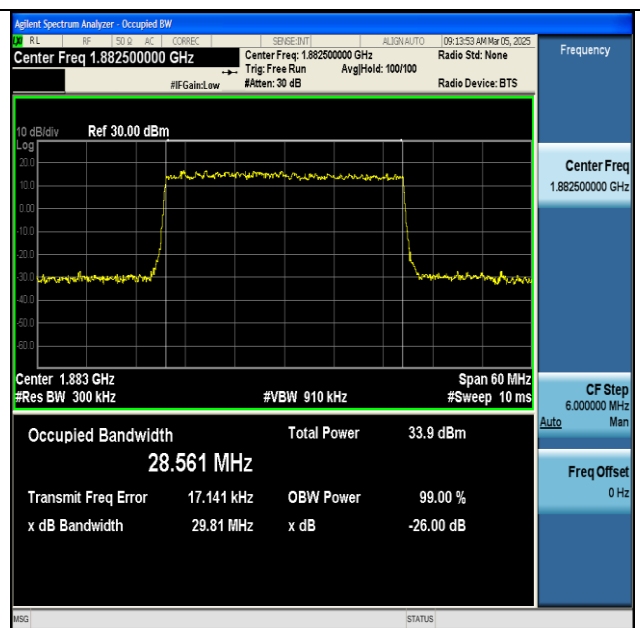 Agilent Spectrum Analyzer - Occupied BW
RL RF 50 Ω AC CORREC SENSE:INT ALIGN AUTO 09:13:53 AM Mar 05, 2025
Center Freq 1.882500000 GHz
Center Freq: 1.882500000 GHz
Radio Std: None
Trig: Free Run Avg|Hold: 100/100
#IFGain:Low
#Atten: 30 dB
Radio Device: BTS
Frequency
10 dB/div Ref 30.00 dBm
Log
20.0
10.0
0.00
-10.0
-20.0
-30.0
-40.0
-50.0
-60.0
Center 1.883 GHz
Span 60 MHz
#Res BW 300 kHz
#VBW 910 kHz
#Sweep 10 ms
Center Freq
1.882500000 GHz
CF Step
6.000000 MHz
Auto Man
Freq Offset
0 Hz
Occupied Bandwidth
28.561 MHz
Total Power 33.9 dBm
Transmit Freq Error 17.141 kHz
OBW Power 99.00 %
x dB Bandwidth 29.81 MHz
x dB -26.00 dB
MSG
STATUS